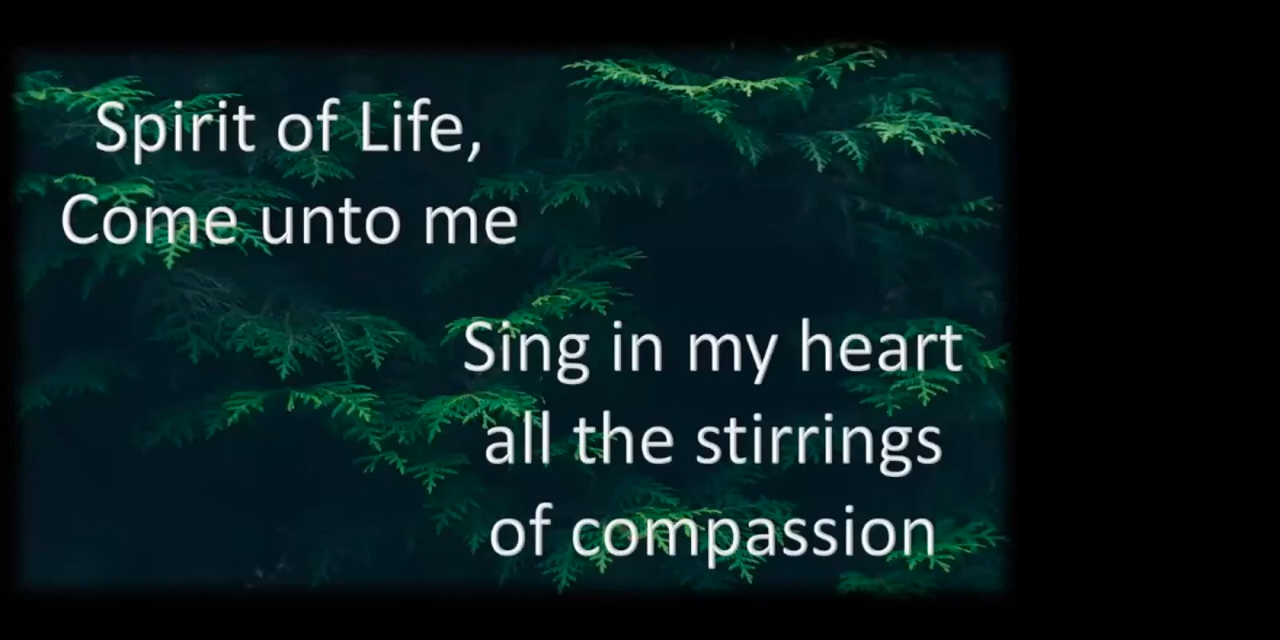 Spirit of Life,
Come unto me
Sing in my heart
all the stirrings
of compassion